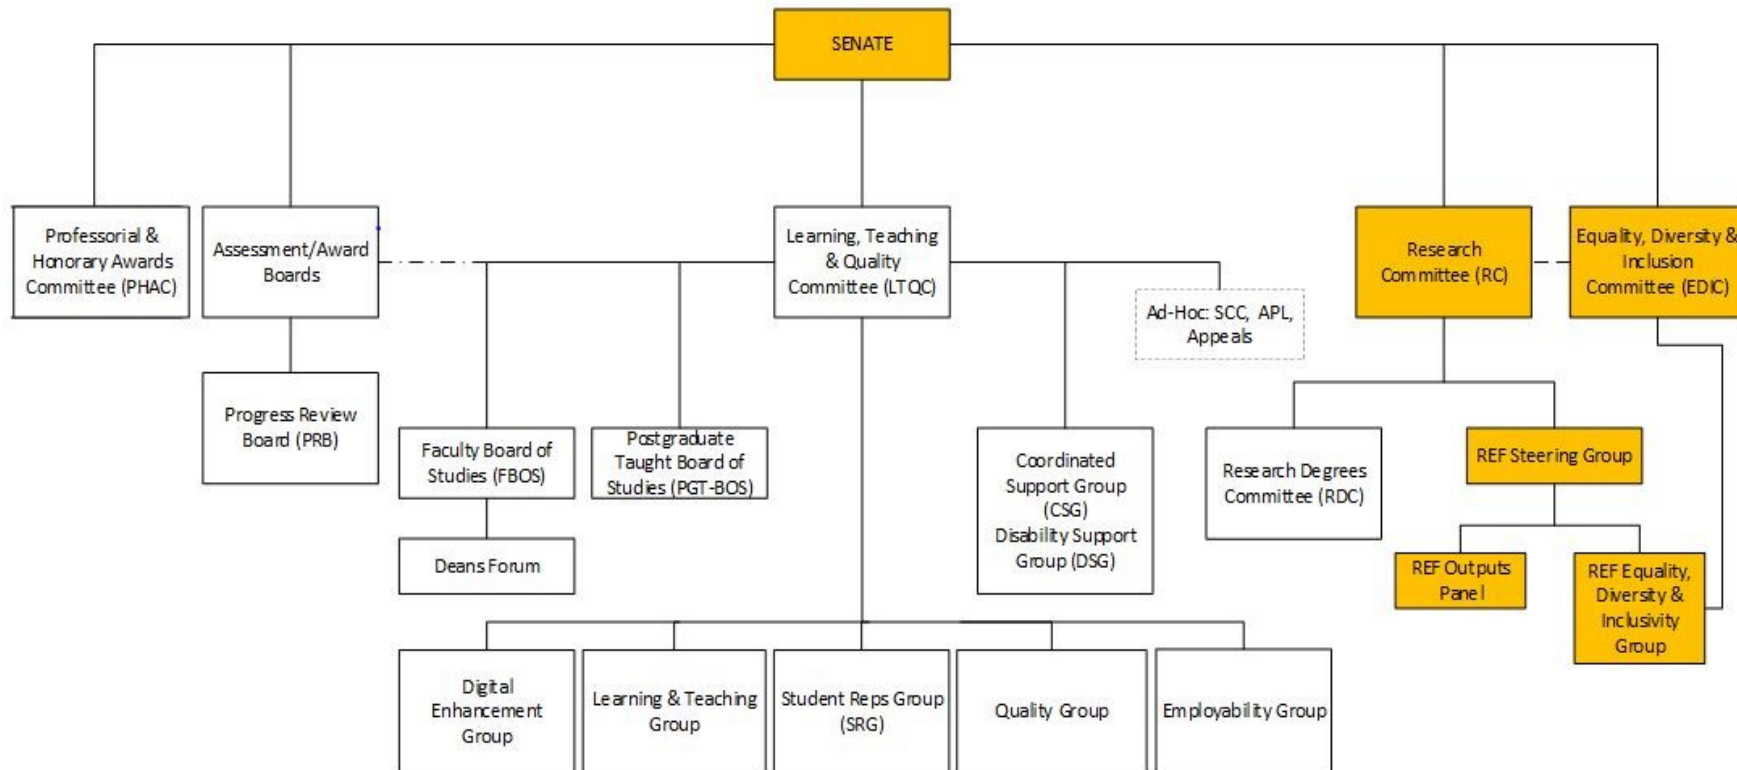 SENATE
Professorial &
Honorary Awards
Committee (PHAC)
Assessment/Award
Boards
Learning, Teaching
& Quality
Committee (LTQC)
Research
Committee (RC)
Equality, Diversity &
Inclusion
Committee (EDIC)
Ad-Hoc: SCC, APL,
Appeals
Progress Review
Board (PRB)
Faculty Board of
Studies (FBOS)
Postgraduate
Taught Board of
Studies (PGT-BOS)
Coordinated
Support Group
(CSG)
Disability Support
Group (DSG)
Research Degrees
Committee (RDC)
REF Steering Group
Deans Forum
REF Outputs
Panel
REF Equality,
Diversity &
Inclusivity
Group
Digital
Enhancement
Group
Learning & Teaching
Group
Student Reps Group
(SRG)
Quality Group
Employability Group